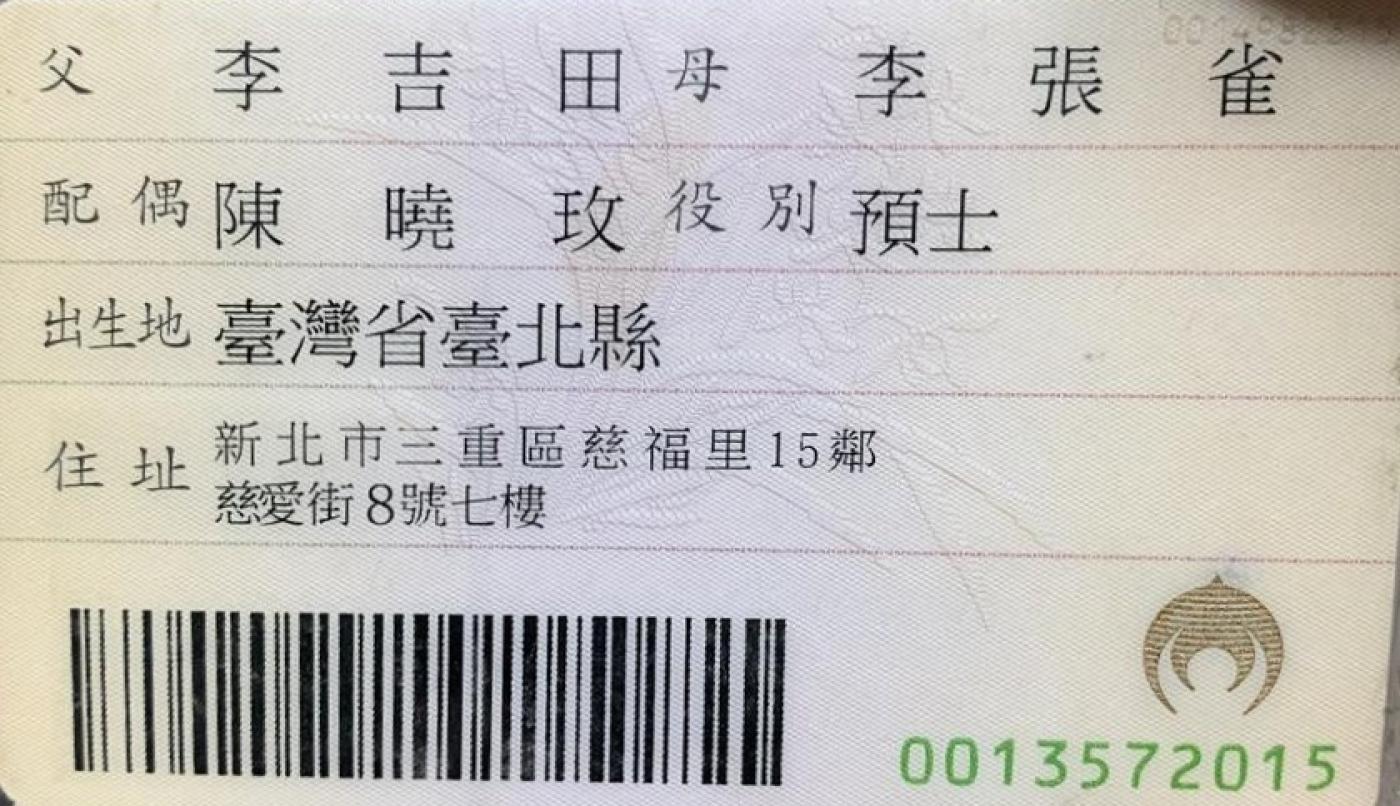 父 李吉田 母 李張雀
配偶 陳曉玫 役別 預士
出生地 臺灣省臺北縣
住址 新北市三重區慈福里15鄰
慈愛街8號七樓
0013572015